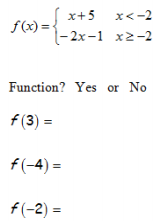 f(x) = { x+5   x<-2
-2x-1   x≥-2
Function? Yes or No
f(3) =
f(-4) =
f(-2) =